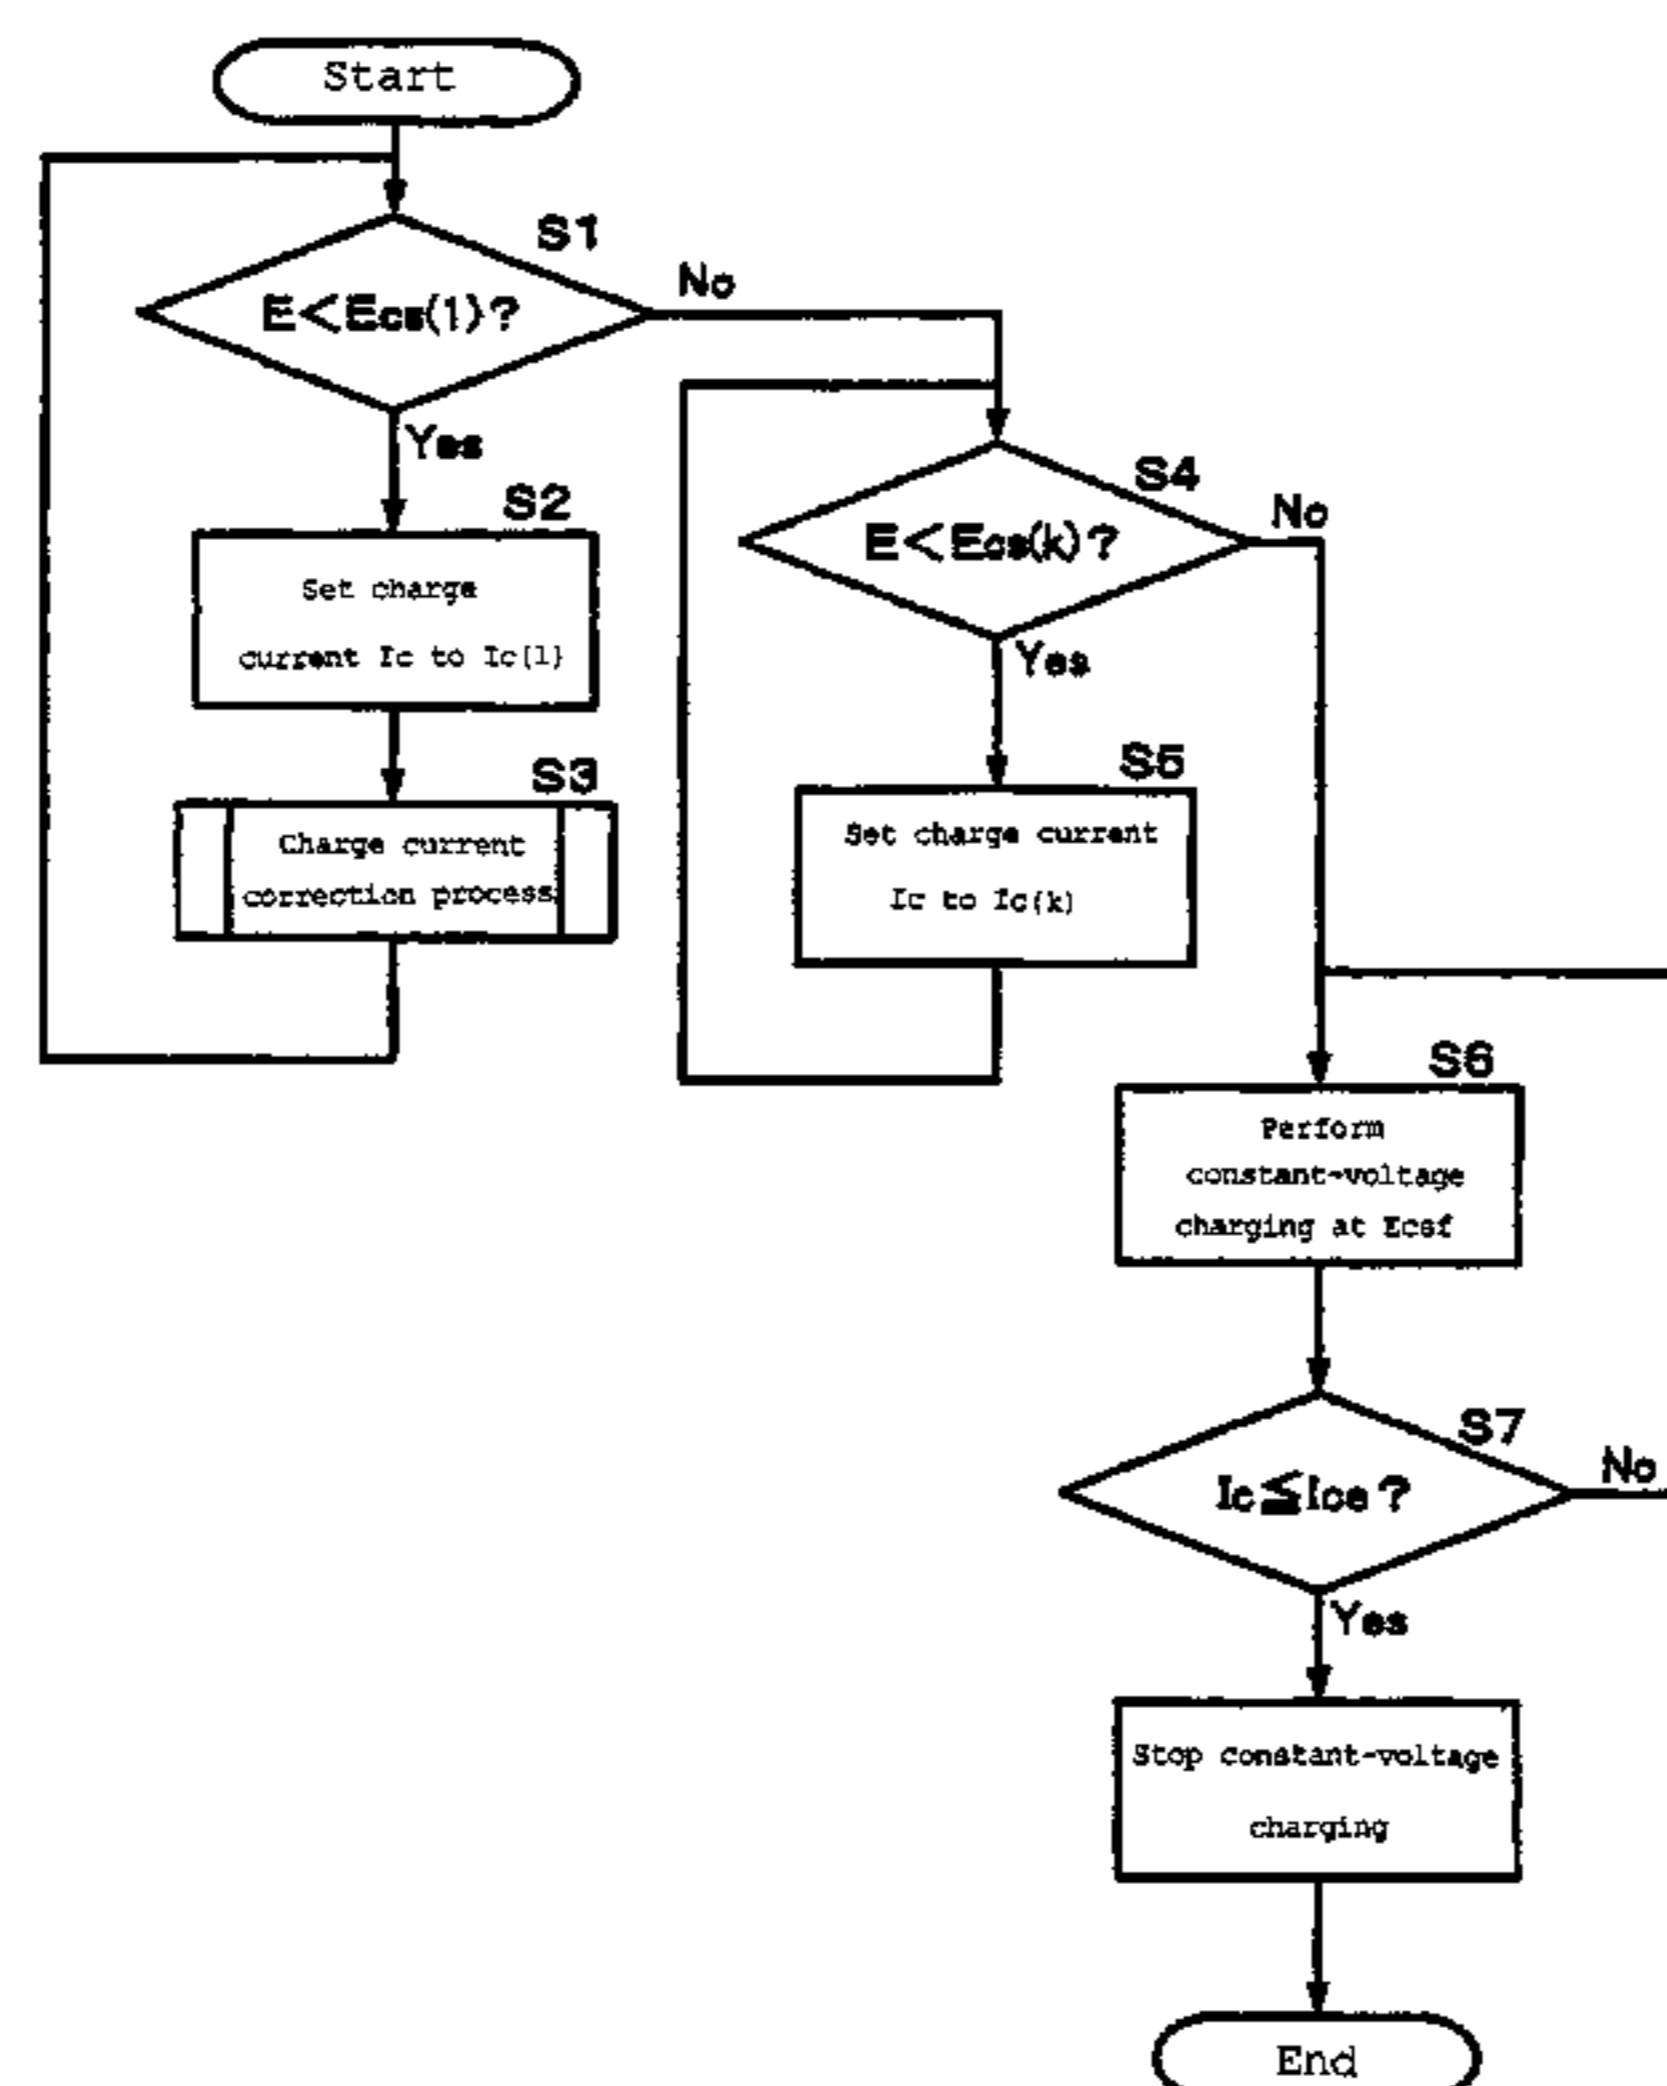 Start
S1
E<Ecs(1)?
No
Yes
S2
Set charge
current Ic to Ic(1)
S3
Charge current
correction process
S4
E<Ecs(k)?
No
Yes
S5
Set charge current
Ic to Ic(k)
S6
Perform
constant-voltage
charging at Ecsf
S7
Ic≦Ice?
No
Yes
Stop constant-voltage
charging
End